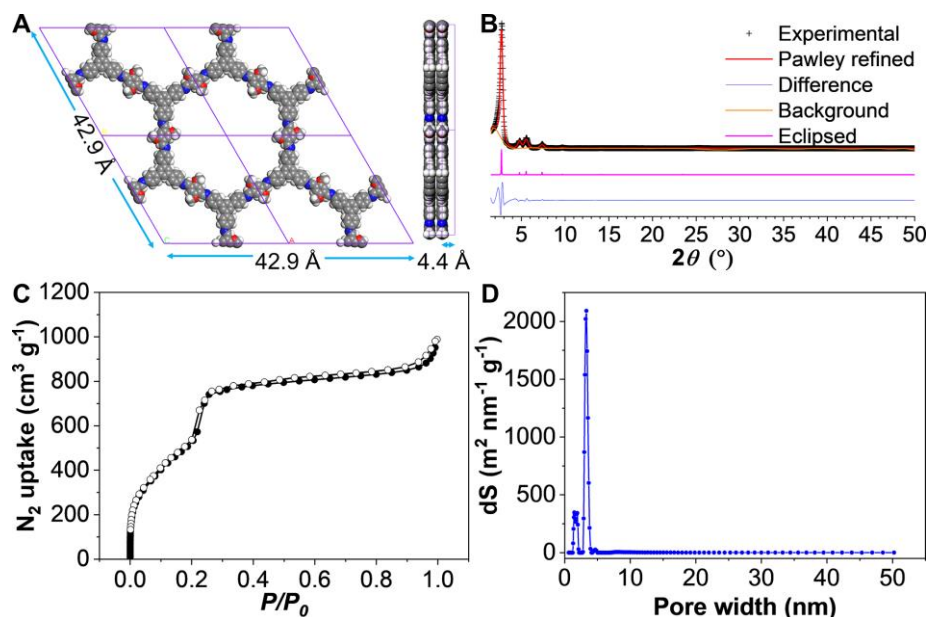 A
42.9 Å
42.9 Å
4.4 Å
B
Experimental
Pawley refined
Difference
Background
Eclipsed
5 10 15 20 25 30 35 40 45 50
2θ (°)
C
N₂ uptake (cm³ g⁻¹)
1200
1000
800
600
400
200
0
0.0 0.2 0.4 0.6 0.8 1.0
P/P₀
D
dS (m² nm⁻¹ g⁻¹)
2000
1500
1000
500
0
0 10 20 30 40 50
Pore width (nm)